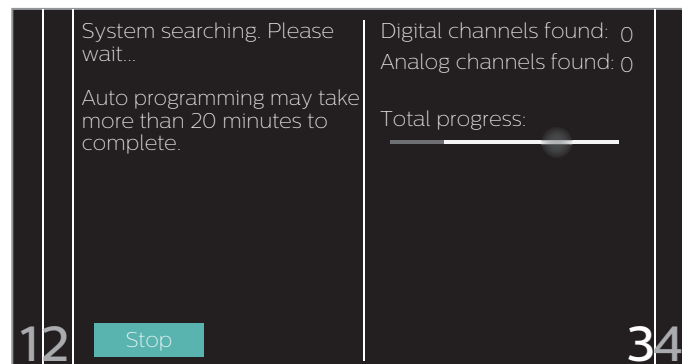 System searching. Please
wait...
Auto programming may take
more than 20 minutes to
complete.
Digital channels found: 0
Analog channels found: 0
Total progress:
1 2
Stop
3 4